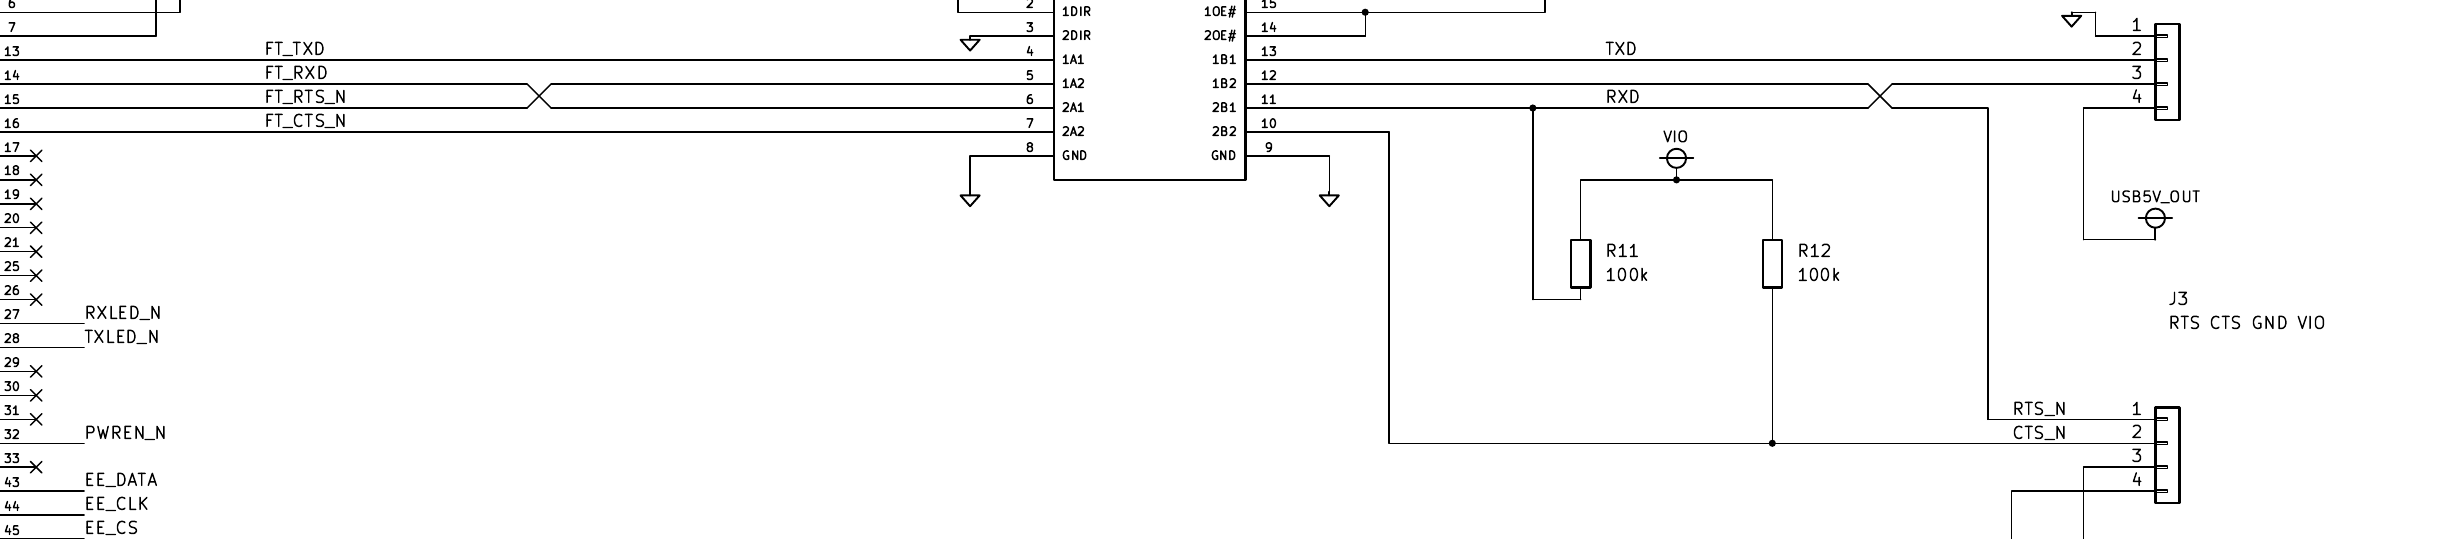 6
7
13 FT_TXD
14 FT_RXD
15 FT_RTS_N
16 FT_CTS_N
17
18
19
20
21
25
26
27 RXLED_N
28 TXLED_N
29
30
31
32 PWREN_N
33
43 EE_DATA
44 EE_CLK
45 EE_CS
2 1DIR 1OE# 15
3 2DIR 2OE# 14
4 1A1 1B1 13
5 1A2 1B2 12
6 2A1 2B1 11
7 2A2 2B2 10
8 GND GND 9
TXD
RXD
VIO
R11
100k
R12
100k
1
2
3
4
USB5V_OUT
J3
RTS CTS GND VIO
RTS_N 1
CTS_N 2
3
4